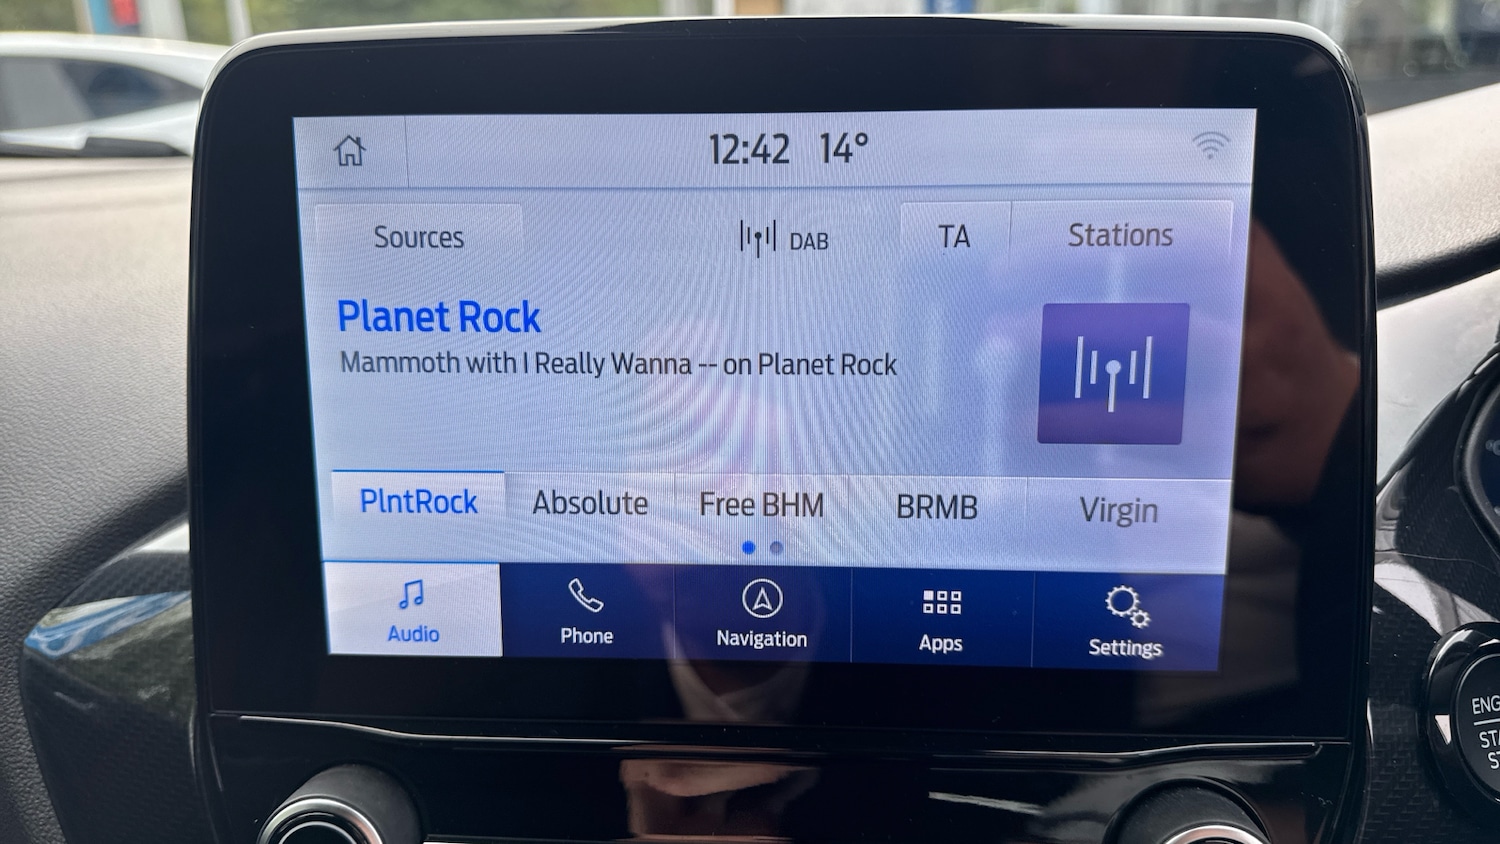 12:42 14°
Sources DAB TA Stations
Planet Rock
Mammoth with I Really Wanna -- on Planet Rock
PlntRock Absolute Free BHM BRMB Virgin
Audio Phone Navigation Apps Settings